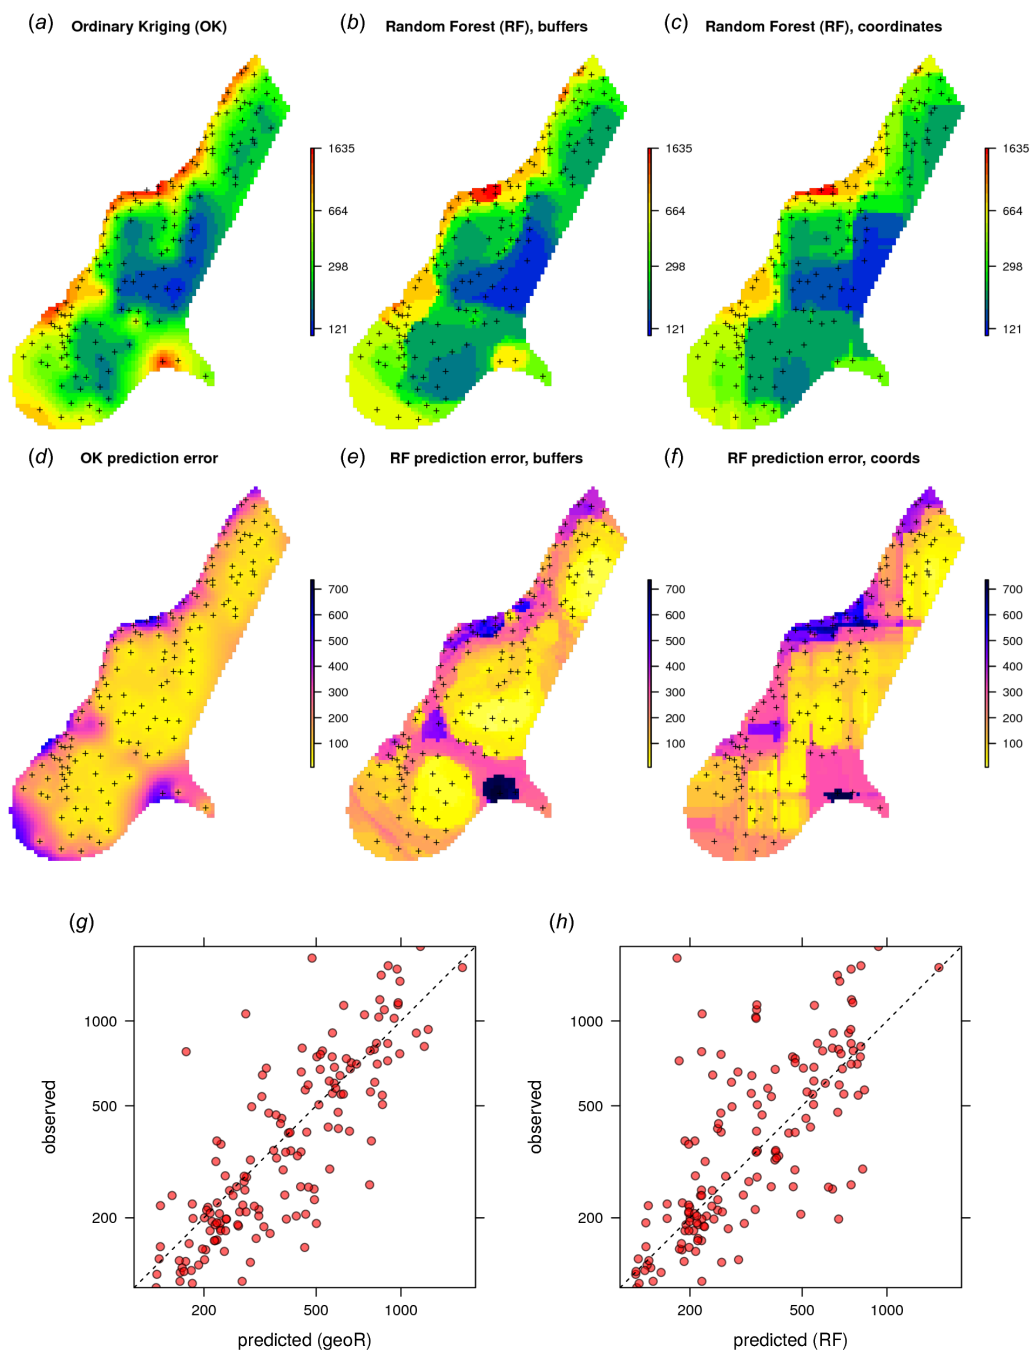 (a) Ordinary Kriging (OK)
(b) Random Forest (RF), buffers
(c) Random Forest (RF), coordinates
1635
664
298
121
1635
664
298
121
1635
664
298
121
(d) OK prediction error
(e) RF prediction error, buffers
(f) RF prediction error, coords
700
600
500
400
300
200
100
700
600
500
400
300
200
100
700
600
500
400
300
200
100
(g)
(h)
1000
500
200
observed
200 500 1000
predicted (geoR)
1000
500
200
observed
200 500 1000
predicted (RF)